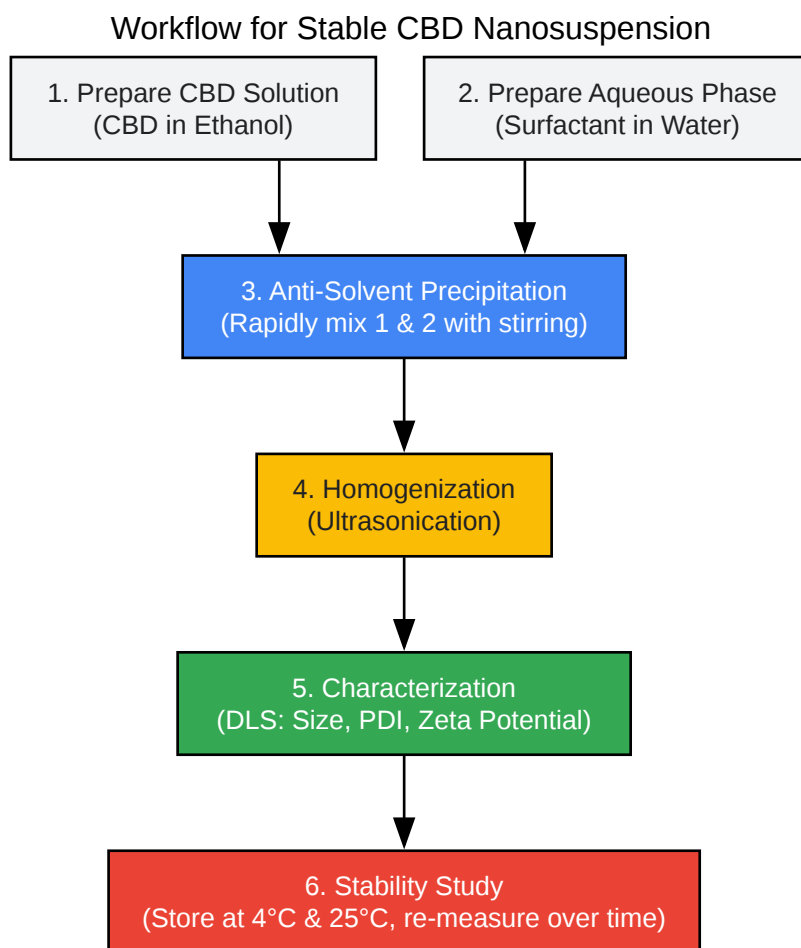 Workflow for Stable CBD Nanosuspension
1. Prepare CBD Solution
(CBD in Ethanol)
2. Prepare Aqueous Phase
(Surfactant in Water)
3. Anti-Solvent Precipitation
(Rapidly mix 1 & 2 with stirring)
4. Homogenization
(Ultrasonication)
5. Characterization
(DLS: Size, PDI, Zeta Potential)
6. Stability Study
(Store at 4°C & 25°C, re-measure over time)